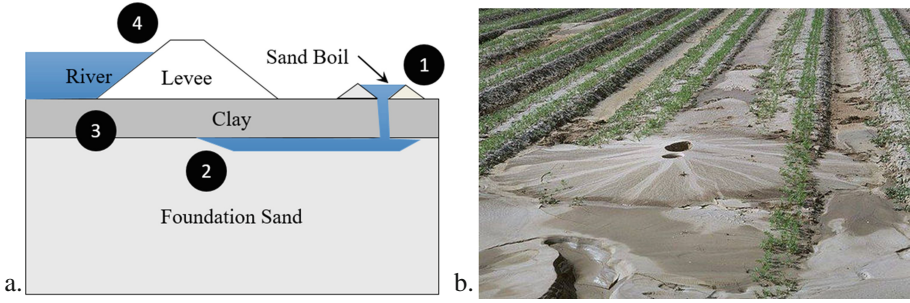 4
Sand Boil
1
River
Levee
3
Clay
2
Foundation Sand
a.
b.